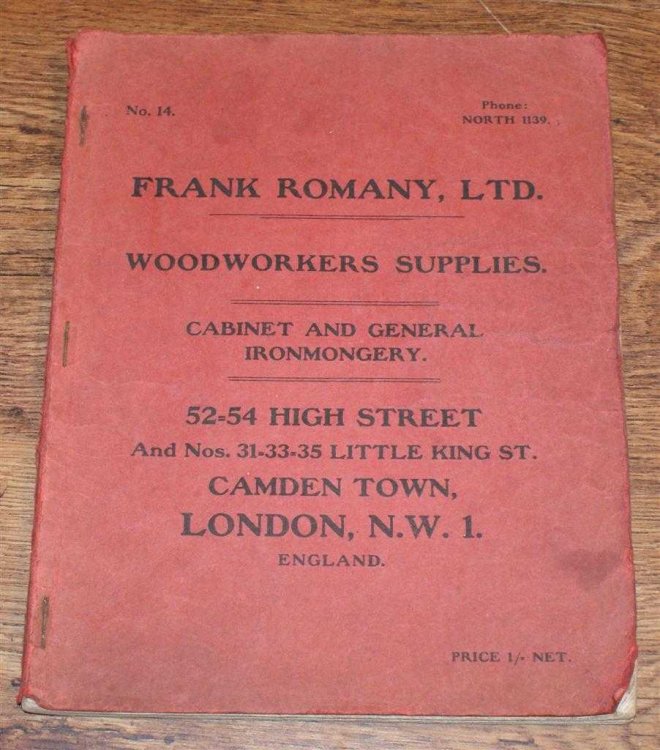 No. 14.
Phone:
NORTH 1139.
FRANK ROMANY, LTD.
WOODWORKERS SUPPLIES.
CABINET AND GENERAL
IRONMONGERY.
52-54 HIGH STREET
And Nos. 31-33-35 LITTLE KING ST.
CAMDEN TOWN,
LONDON, N.W. 1.
ENGLAND.
PRICE 1/- NET.